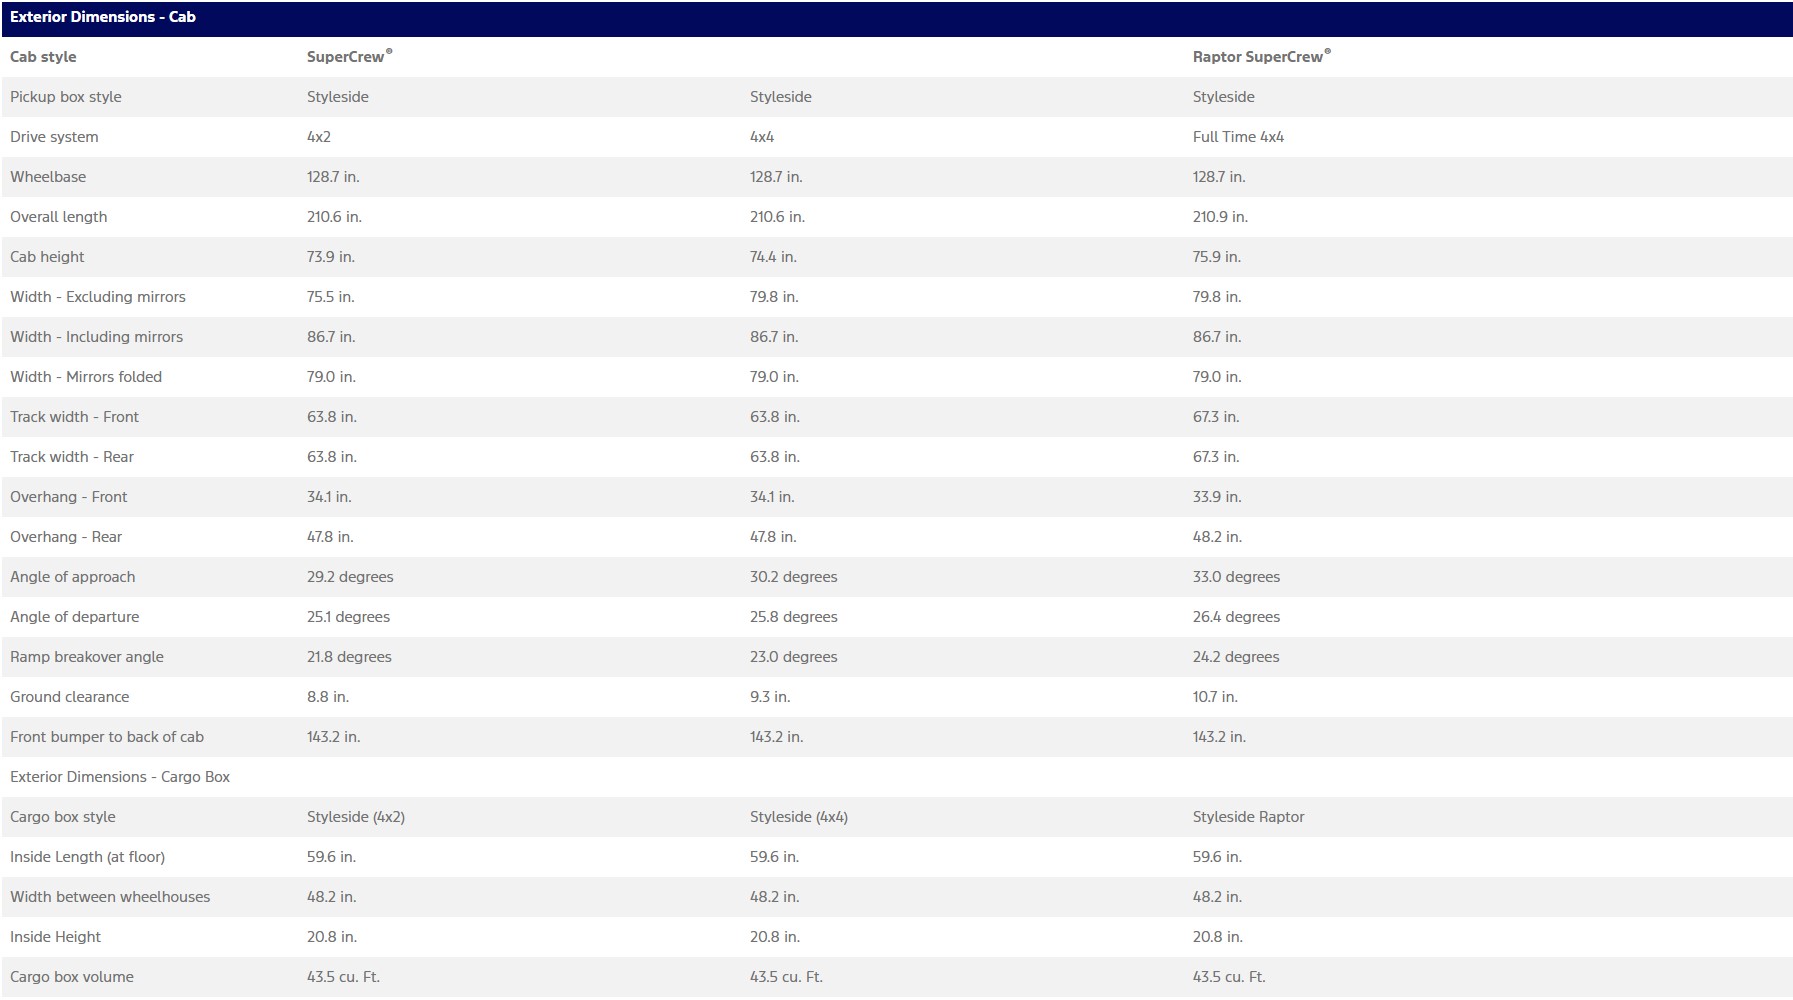 Exterior Dimensions - Cab
Cab style SuperCrew® Raptor SuperCrew®
Pickup box style Styleside Styleside Styleside
Drive system 4x2 4x4 Full Time 4x4
Wheelbase 128.7 in. 128.7 in. 128.7 in.
Overall length 210.6 in. 210.6 in. 210.9 in.
Cab height 73.9 in. 74.4 in. 75.9 in.
Width - Excluding mirrors 75.5 in. 79.8 in. 79.8 in.
Width - Including mirrors 86.7 in. 86.7 in. 86.7 in.
Width - Mirrors folded 79.0 in. 79.0 in. 79.0 in.
Track width - Front 63.8 in. 63.8 in. 67.3 in.
Track width - Rear 63.8 in. 63.8 in. 67.3 in.
Overhang - Front 34.1 in. 34.1 in. 33.9 in.
Overhang - Rear 47.8 in. 47.8 in. 48.2 in.
Angle of approach 29.2 degrees 30.2 degrees 33.0 degrees
Angle of departure 25.1 degrees 25.8 degrees 26.4 degrees
Ramp breakover angle 21.8 degrees 23.0 degrees 24.2 degrees
Ground clearance 8.8 in. 9.3 in. 10.7 in.
Front bumper to back of cab 143.2 in. 143.2 in. 143.2 in.
Exterior Dimensions - Cargo Box
Cargo box style Styleside (4x2) Styleside (4x4) Styleside Raptor
Inside Length (at floor) 59.6 in. 59.6 in. 59.6 in.
Width between wheelhouses 48.2 in. 48.2 in. 48.2 in.
Inside Height 20.8 in. 20.8 in. 20.8 in.
Cargo box volume 43.5 cu. Ft. 43.5 cu. Ft. 43.5 cu. Ft.